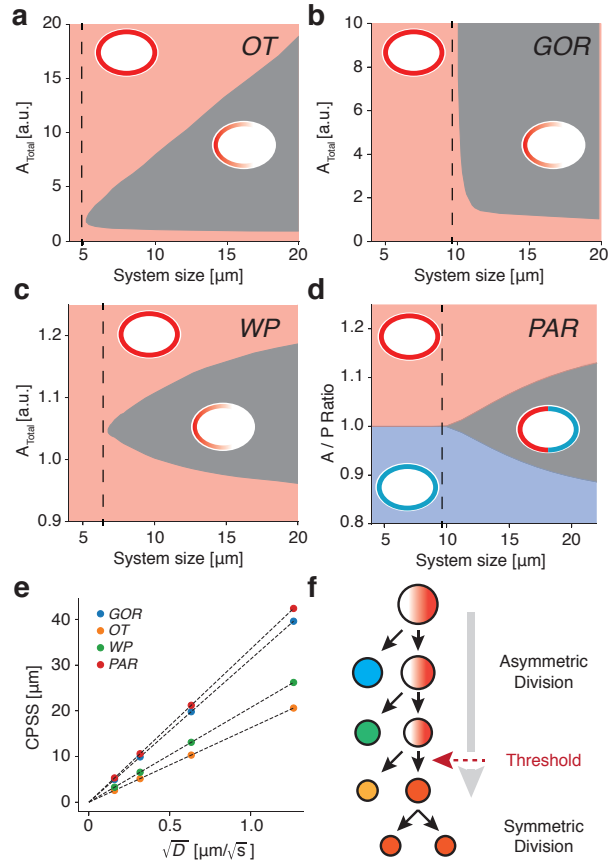 a
OT
A_Total [a.u.]
20
15
10
5
0
5
10
15
20
System size [μm]
b
GOR
A_Total [a.u.]
10
8
6
4
2
0
5
10
15
20
System size [μm]
c
WP
A_Total [a.u.]
1.2
1.1
1.0
0.9
5
10
15
20
System size [μm]
d
PAR
A / P Ratio
1.2
1.1
1.0
0.9
0.8
5
10
15
20
System size [μm]
e
GOR
OT
WP
PAR
CPSS [μm]
40
30
20
10
0
0
0.5
1.0
√D [μm/√s]
f
Asymmetric
Division
Threshold
Symmetric
Division